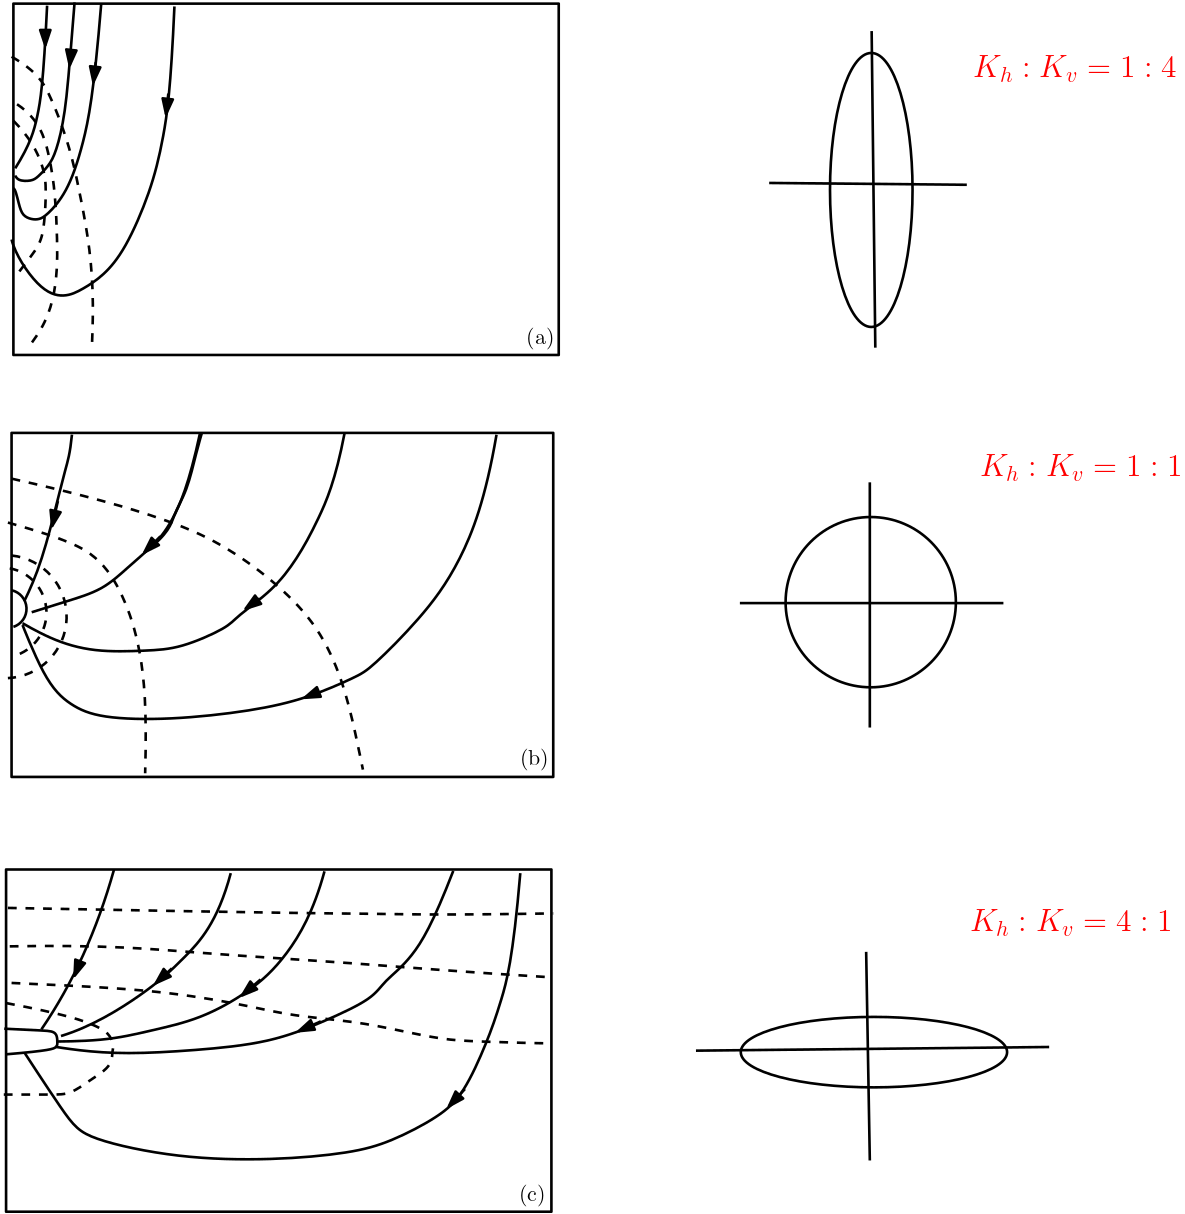 K_h : K_v = 1 : 4
(a)
K_h : K_v = 1 : 1
(b)
K_h : K_v = 4 : 1
(c)